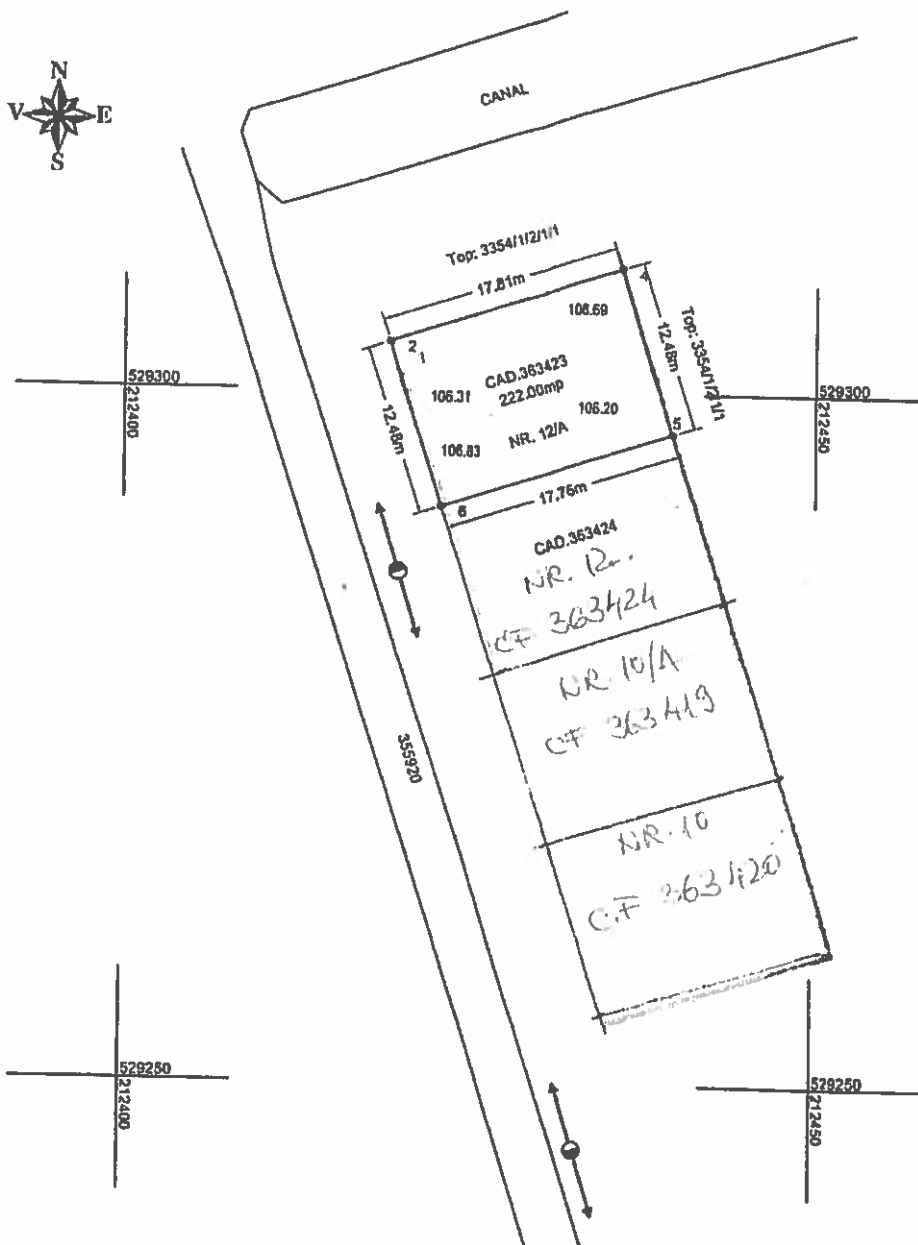 N
V E
S
CANAL
Top: 3354/1/2/1/1
17.81m
4
106.69
Top: 3354/1/2/1/1
12.48m
2
1
529300
212400
CAD.363423
222.00mp
106.31
106.20
529300
212450
12.48m
106.83
NR. 12/A
5
6
17.75m
CAD.363424
NR. 12
CF 363424
NR. 10/A
CF 363419
355920
NR. 10
C.F 363420
529250
212400
529250
212450